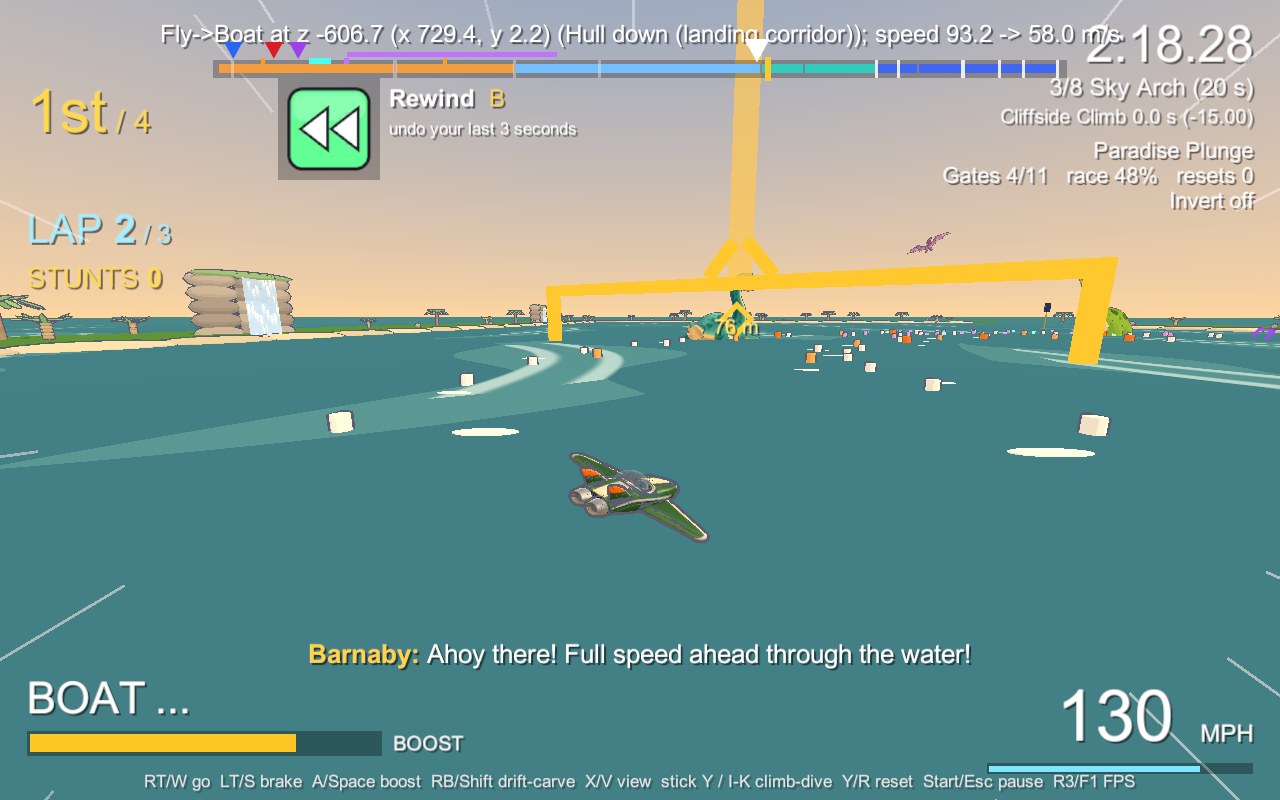 Fly->Boat at z -606.7 (x 729.4, y 2.2) (Hull down (landing corridor)); speed 93.2 -> 58.0 m/s
2:18.28
3/8 Sky Arch (20 s)
Cliffside Climb 0.0 s (-15.00)
Paradise Plunge
Gates 4/11 race 48% resets 0
Invert off
1st / 4
Rewind B
undo your last 3 seconds
LAP 2 / 3
STUNTS 0
76 m
Barnaby: Ahoy there! Full speed ahead through the water!
BOAT ...
BOOST
130 MPH
RT/W go LT/S brake A/Space boost RB/Shift drift-carve X/V view stick Y / I-K climb-dive Y/R reset Start/Esc pause R3/F1 FPS